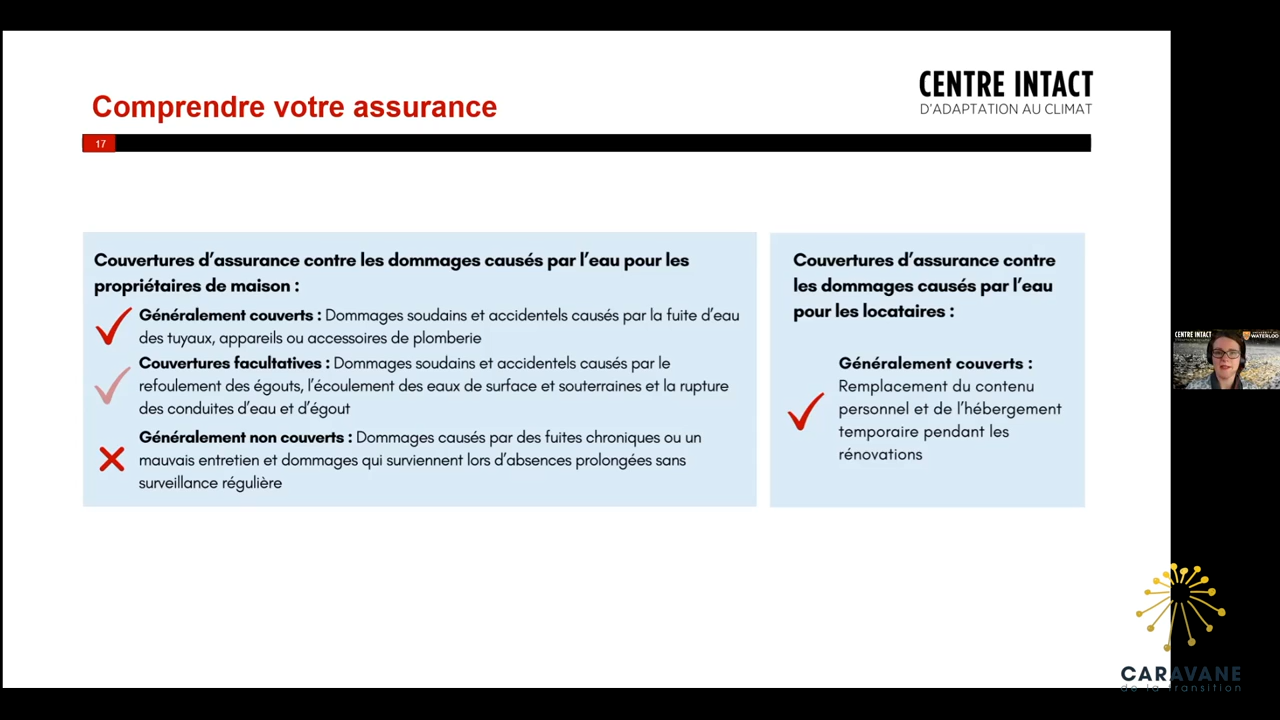 CENTRE INTACT
D'ADAPTATION AU CLIMAT
Comprendre votre assurance
17
Couvertures d'assurance contre les dommages causés par l'eau pour les
propriétaires de maison :
Généralement couverts : Dommages soudains et accidentels causés par la fuite d'eau
des tuyaux, appareils ou accessoires de plomberie
Couvertures facultatives : Dommages soudains et accidentels causés par le
refoulement des égouts, l'écoulement des eaux de surface et souterraines et la rupture
des conduites d'eau et d'égout
Généralement non couverts : Dommages causés par des fuites chroniques ou un
mauvais entretien et dommages qui surviennent lors d'absences prolongées sans
surveillance régulière
Couvertures d'assurance contre
les dommages causés par l'eau
pour les locataires :
Généralement couverts :
Remplacement du contenu
personnel et de l'hébergement
temporaire pendant les
rénovations
CENTRE INTACT
WATERLOO
CARAVANE
de la transition